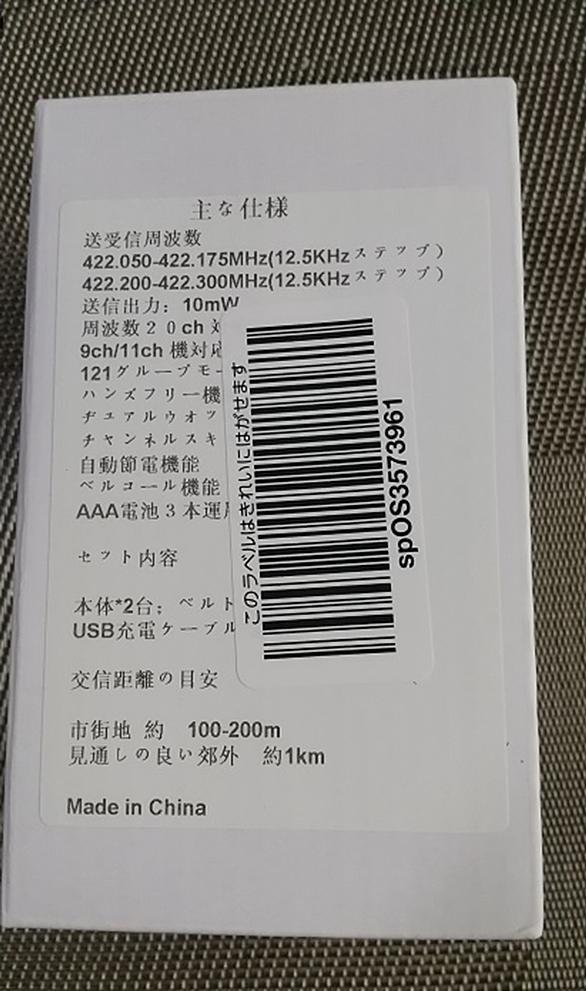 主な仕様
送受信周波数
422.050-422.175MHz(12.5KHzステツプ)
422.200-422.300MHz(12.5KHzステツプ)
送信出力：10mW
周波数２０ch
9ch/11ch 機対応
121グループモー
ハンズフリー機
デュアルウオツ
チャンネルスキ
自動節電機能
ベルコール機能
AAA電池３本運
セット内容
本体*2台；ベルト
USB充電ケーブル
交信距離の目安
市街地 約 100-200m
見通しの良い郊外 約1km
Made in China
このラベルはきれいにはがせます
spOS3573961